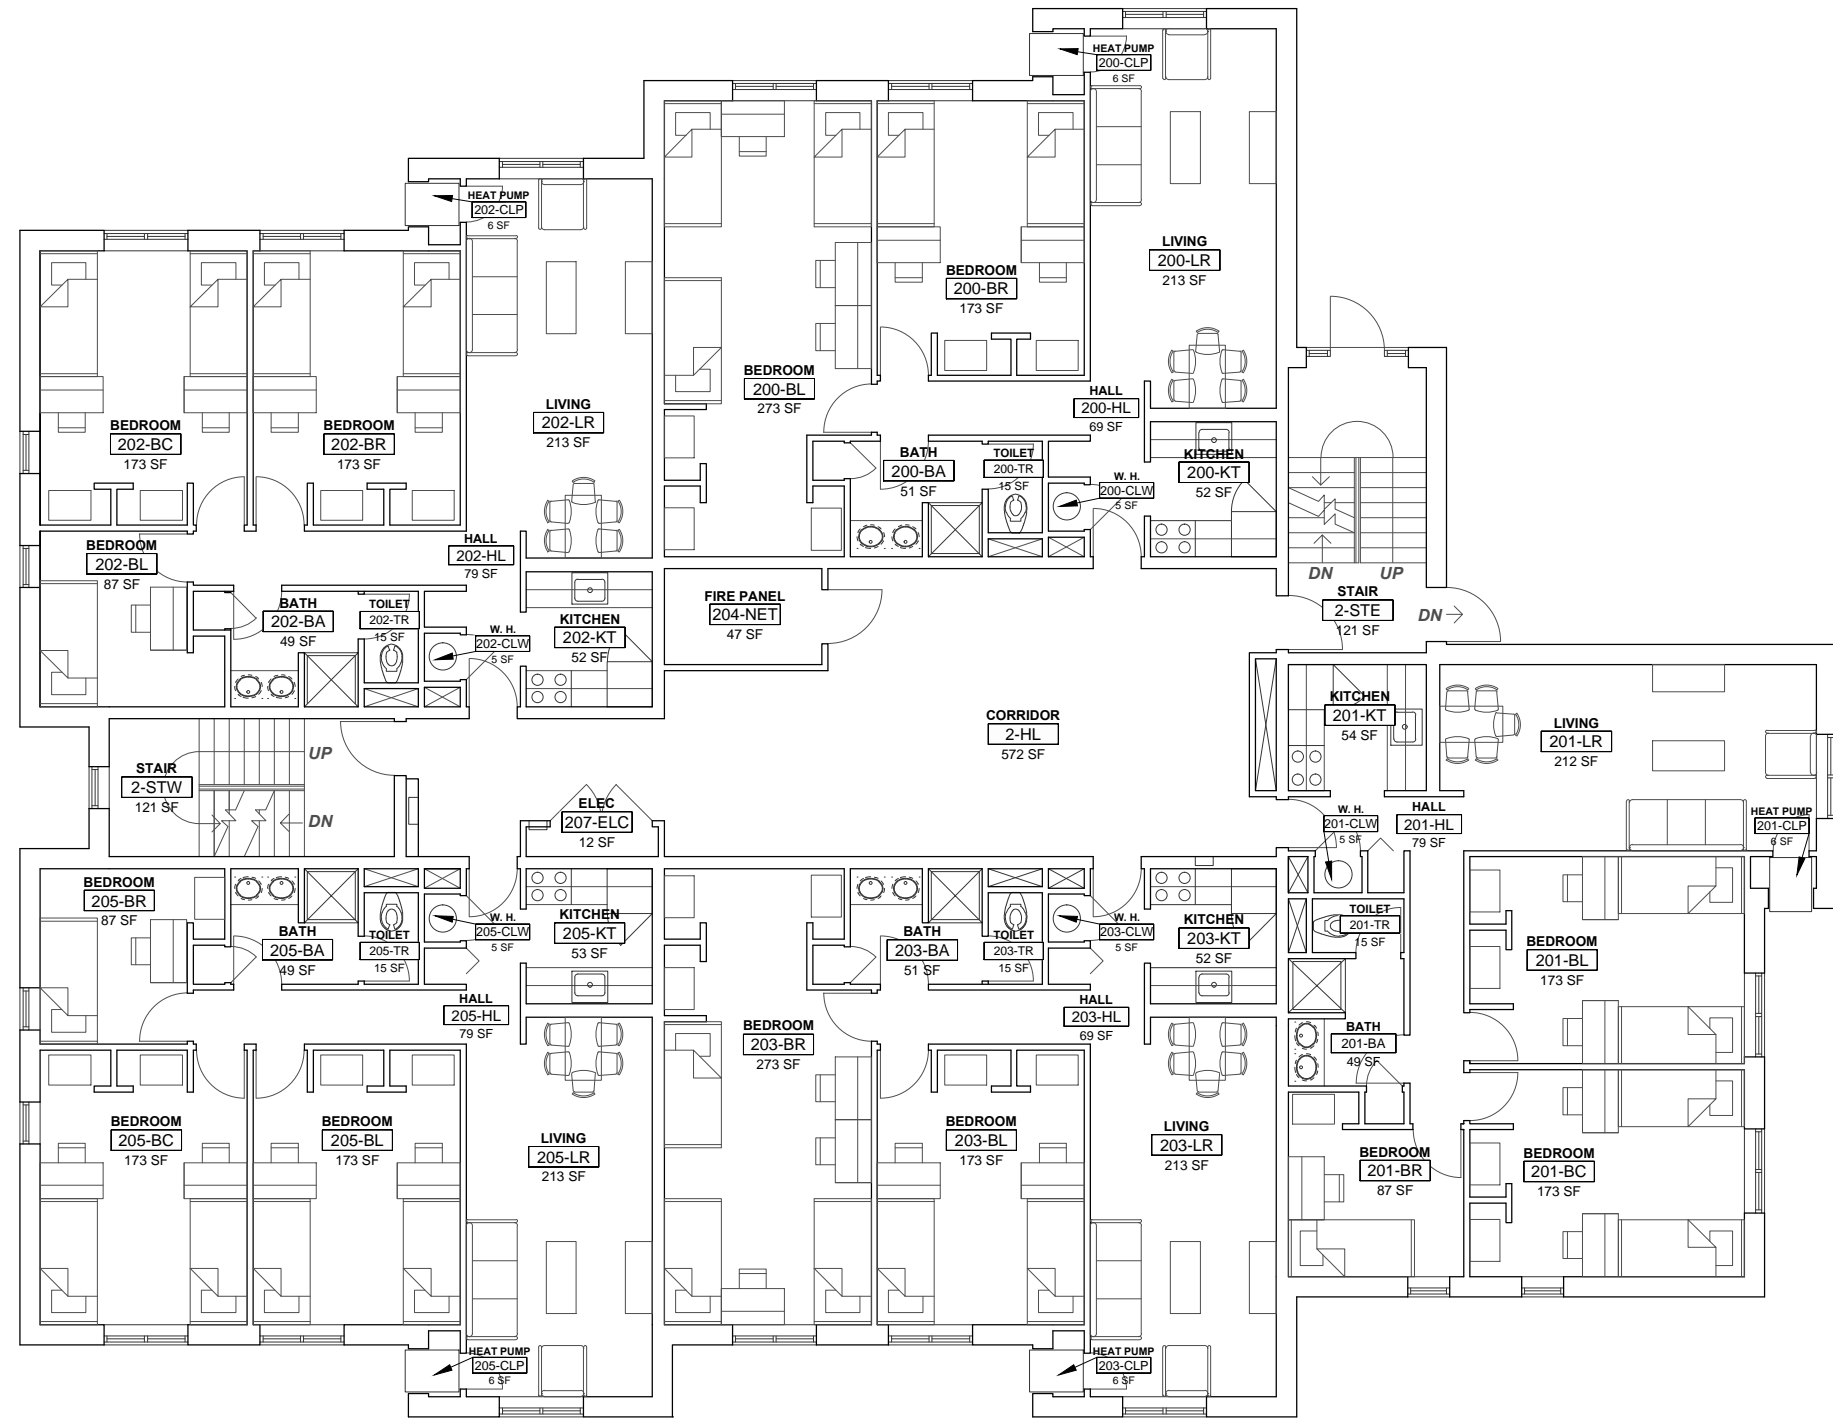 HEAT PUMP
200-CLP
6 SF
LIVING
200-LR
213 SF
BEDROOM
200-BR
173 SF
BEDROOM
200-BL
273 SF
HALL
200-HL
69 SF
BATH
200-BA
51 SF
TOILET
200-TR
15 SF
W. H.
200-CLW
5 SF
KITCHEN
200-KT
52 SF
HEAT PUMP
202-CLP
6 SF
LIVING
202-LR
213 SF
BEDROOM
202-BC
173 SF
BEDROOM
202-BR
173 SF
BEDROOM
202-BL
87 SF
HALL
202-HL
79 SF
BATH
202-BA
49 SF
TOILET
202-TR
15 SF
W. H.
202-CLW
5 SF
KITCHEN
202-KT
52 SF
FIRE PANEL
204-NET
47 SF
DN
UP
STAIR
2-STE
121 SF
DN
CORRIDOR
2-HL
572 SF
UP
STAIR
2-STW
121 SF
DN
ELEC
207-ELC
12 SF
KITCHEN
201-KT
54 SF
LIVING
201-LR
212 SF
W. H.
201-CLW
5 SF
HALL
201-HL
79 SF
HEAT PUMP
201-CLP
6 SF
TOILET
201-TR
15 SF
BEDROOM
201-BL
173 SF
BATH
201-BA
49 SF
BEDROOM
201-BR
87 SF
BEDROOM
201-BC
173 SF
BEDROOM
205-BR
87 SF
BATH
205-BA
49 SF
TOILET
205-TR
15 SF
W. H.
205-CLW
5 SF
KITCHEN
205-KT
53 SF
HALL
205-HL
79 SF
BEDROOM
205-BC
173 SF
BEDROOM
205-BL
173 SF
LIVING
205-LR
213 SF
HEAT PUMP
205-CLP
6 SF
BATH
203-BA
51 SF
TOILET
203-TR
15 SF
W. H.
203-CLW
5 SF
KITCHEN
203-KT
52 SF
HALL
203-HL
69 SF
BEDROOM
203-BR
273 SF
BEDROOM
203-BL
173 SF
LIVING
203-LR
213 SF
HEAT PUMP
203-CLP
6 SF